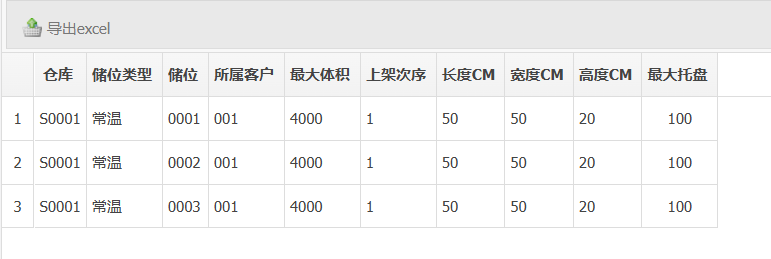 导出excel
仓库 储位类型 储位 所属客户 最大体积 上架次序 长度CM 宽度CM 高度CM 最大托盘
1 S0001 常温 0001 001 4000 1 50 50 20 100
2 S0001 常温 0002 001 4000 1 50 50 20 100
3 S0001 常温 0003 001 4000 1 50 50 20 100